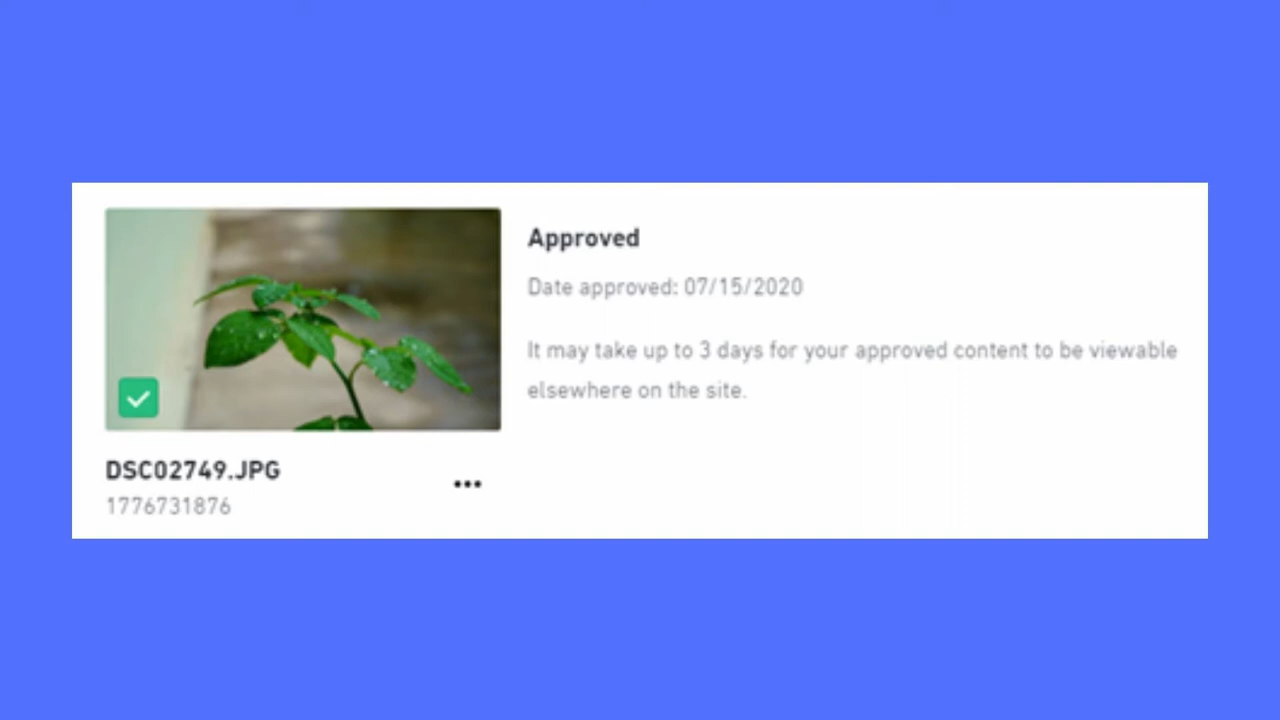 Approved
Date approved: 07/15/2020
It may take up to 3 days for your approved content to be viewable
elsewhere on the site.
DSC02749.JPG
1776731876